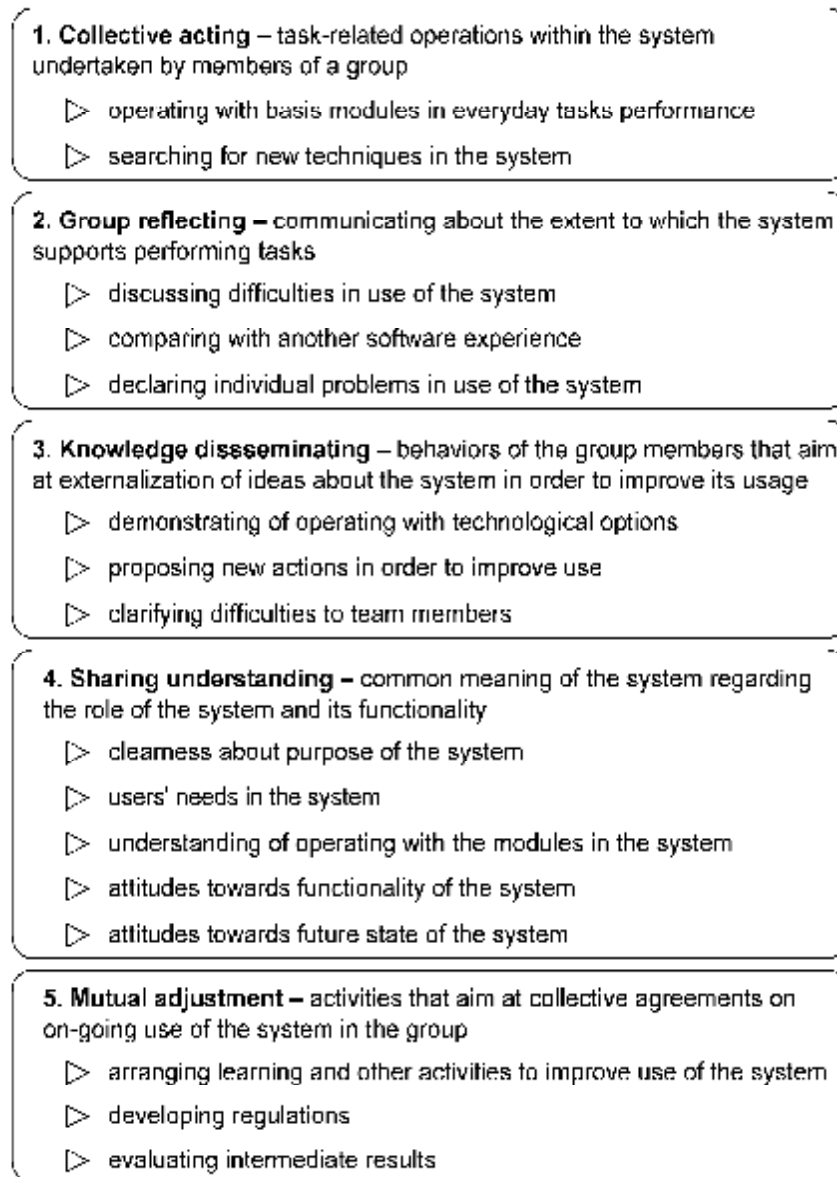 1. Collective acting – task-related operations within the system
undertaken by members of a group
operating with basis modules in everyday tasks performance
searching for new techniques in the system
2. Group reflecting – communicating about the extent to which the system
supports performing tasks
discussing difficulties in use of the system
comparing with another software experience
declaring individual problems in use of the system
3. Knowledge dissseminating – behaviors of the group members that aim
at externalization of ideas about the system in order to improve its usage
demonstrating of operating with technological options
proposing new actions in order to improve use
clarifying difficulties to team members
4. Sharing understanding – common meaning of the system regarding
the role of the system and its functionality
clearness about purpose of the system
users' needs in the system
understanding of operating with the modules in the system
attitudes towards functionality of the system
attitudes towards future state of the system
5. Mutual adjustment – activities that aim at collective agreements on
on-going use of the system in the group
arranging learning and other activities to improve use of the system
developing regulations
evaluating intermediate results